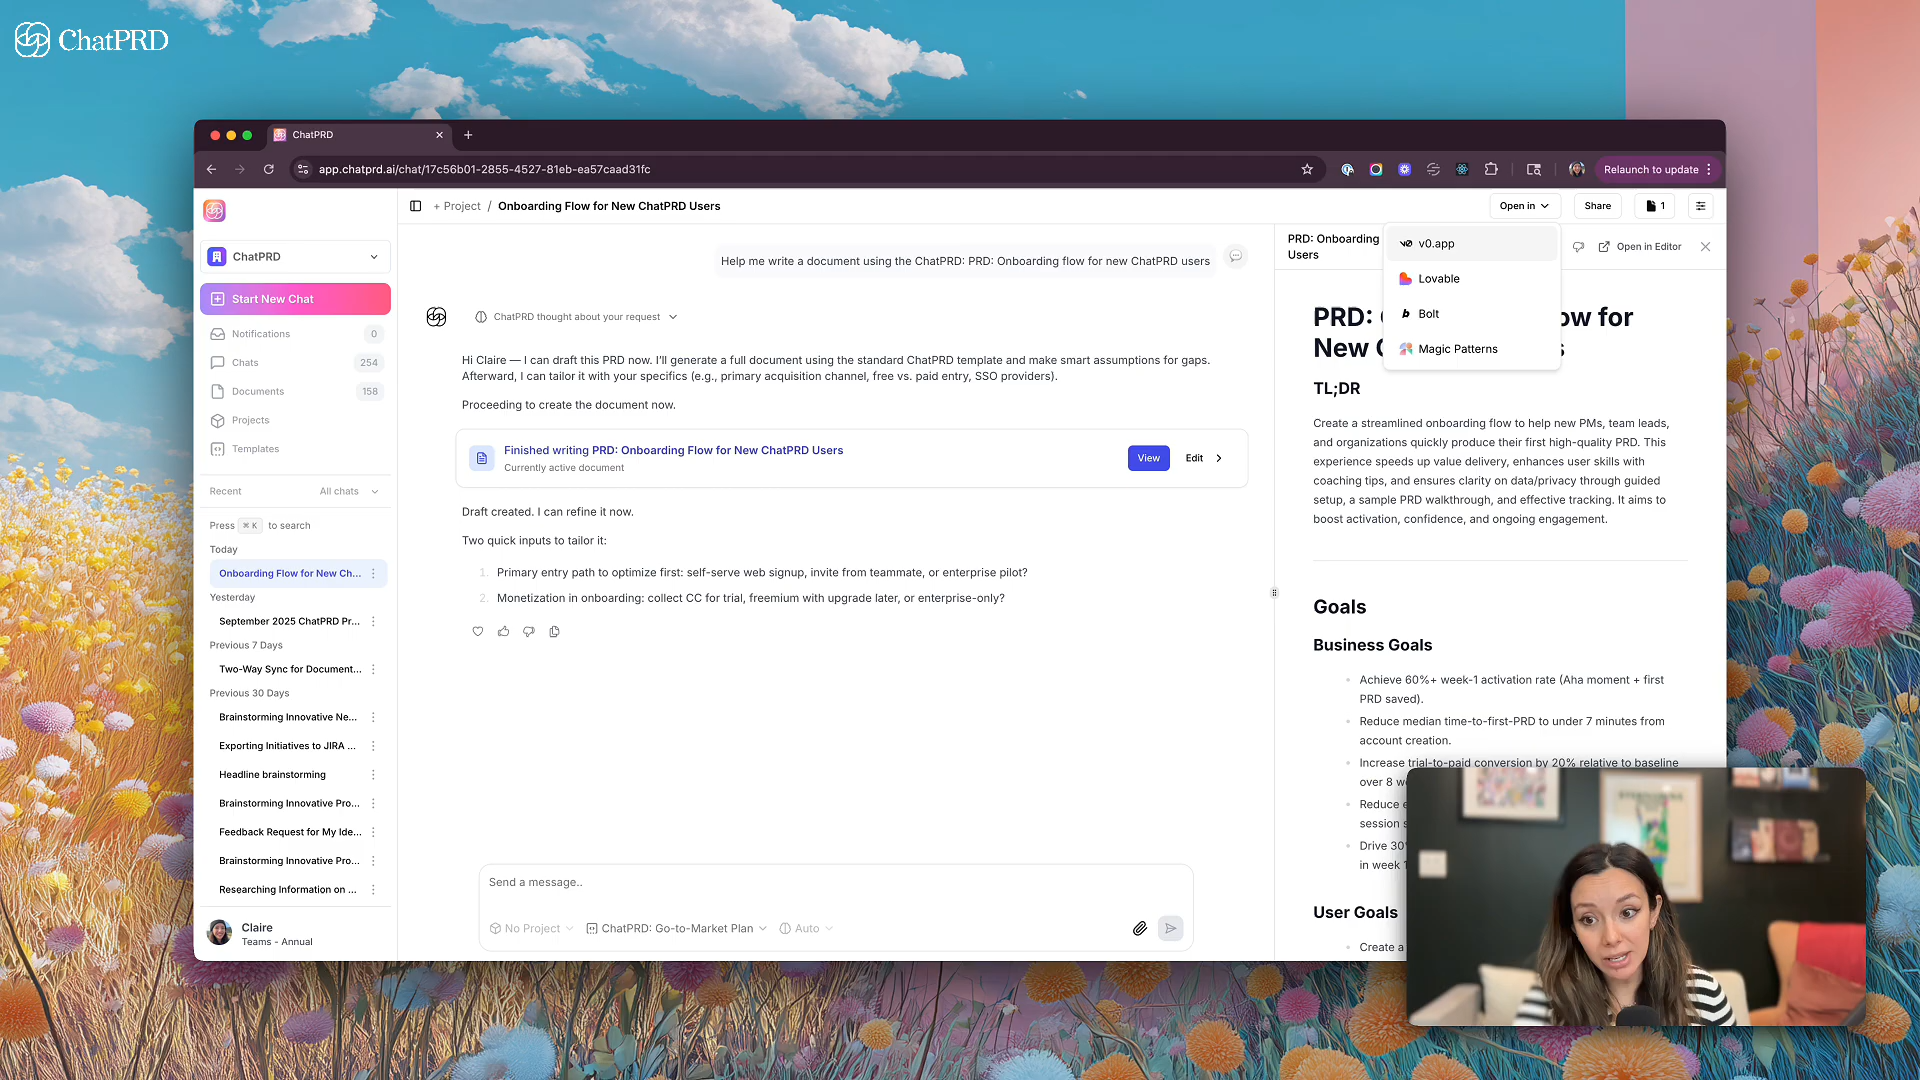 ChatPRD
ChatPRD
app.chatprd.ai/chat/17c56b01-2855-4527-81eb-ea57caad31fc
Relaunch to update
+ Project / Onboarding Flow for New ChatPRD Users
Open in
Share
1
ChatPRD
Start New Chat
Notifications 0
Chats 254
Documents 158
Projects
Templates
Recent All chats
Press ⌘ K to search
Today
Onboarding Flow for New Ch...
Yesterday
September 2025 ChatPRD Pr...
Previous 7 Days
Two-Way Sync for Document...
Previous 30 Days
Brainstorming Innovative Ne...
Exporting Initiatives to JIRA ...
Headline brainstorming
Brainstorming Innovative Pro...
Feedback Request for My Ide...
Brainstorming Innovative Pro...
Researching Information on ...
Claire
Teams - Annual
Help me write a document using the ChatPRD: PRD: Onboarding flow for new ChatPRD users
ChatPRD thought about your request
Hi Claire — I can draft this PRD now. I'll generate a full document using the standard ChatPRD template and make smart assumptions for gaps.
Afterward, I can tailor it with your specifics (e.g., primary acquisition channel, free vs. paid entry, SSO providers).
Proceeding to create the document now.
Finished writing PRD: Onboarding Flow for New ChatPRD Users
Currently active document
View
Edit
Draft created. I can refine it now.
Two quick inputs to tailor it:
1. Primary entry path to optimize first: self-serve web signup, invite from teammate, or enterprise pilot?
2. Monetization in onboarding: collect CC for trial, freemium with upgrade later, or enterprise-only?
Send a message..
No Project
ChatPRD: Go-to-Market Plan
Auto
PRD: Onboarding
Users
v0.app
Lovable
Bolt
Magic Patterns
Open in Editor
PRD: ow for
New
TL;DR
Create a streamlined onboarding flow to help new PMs, team leads,
and organizations quickly produce their first high-quality PRD. This
experience speeds up value delivery, enhances user skills with
coaching tips, and ensures clarity on data/privacy through guided
setup, a sample PRD walkthrough, and effective tracking. It aims to
boost activation, confidence, and ongoing engagement.
Goals
Business Goals
Achieve 60%+ week-1 activation rate (Aha moment + first
PRD saved).
Reduce median time-to-first-PRD to under 7 minutes from
account creation.
Increase trial-to-paid conversion by 20% relative to baseline
over 8 w
Reduce e
session s
Drive 30
in week 1
User Goals
Create a